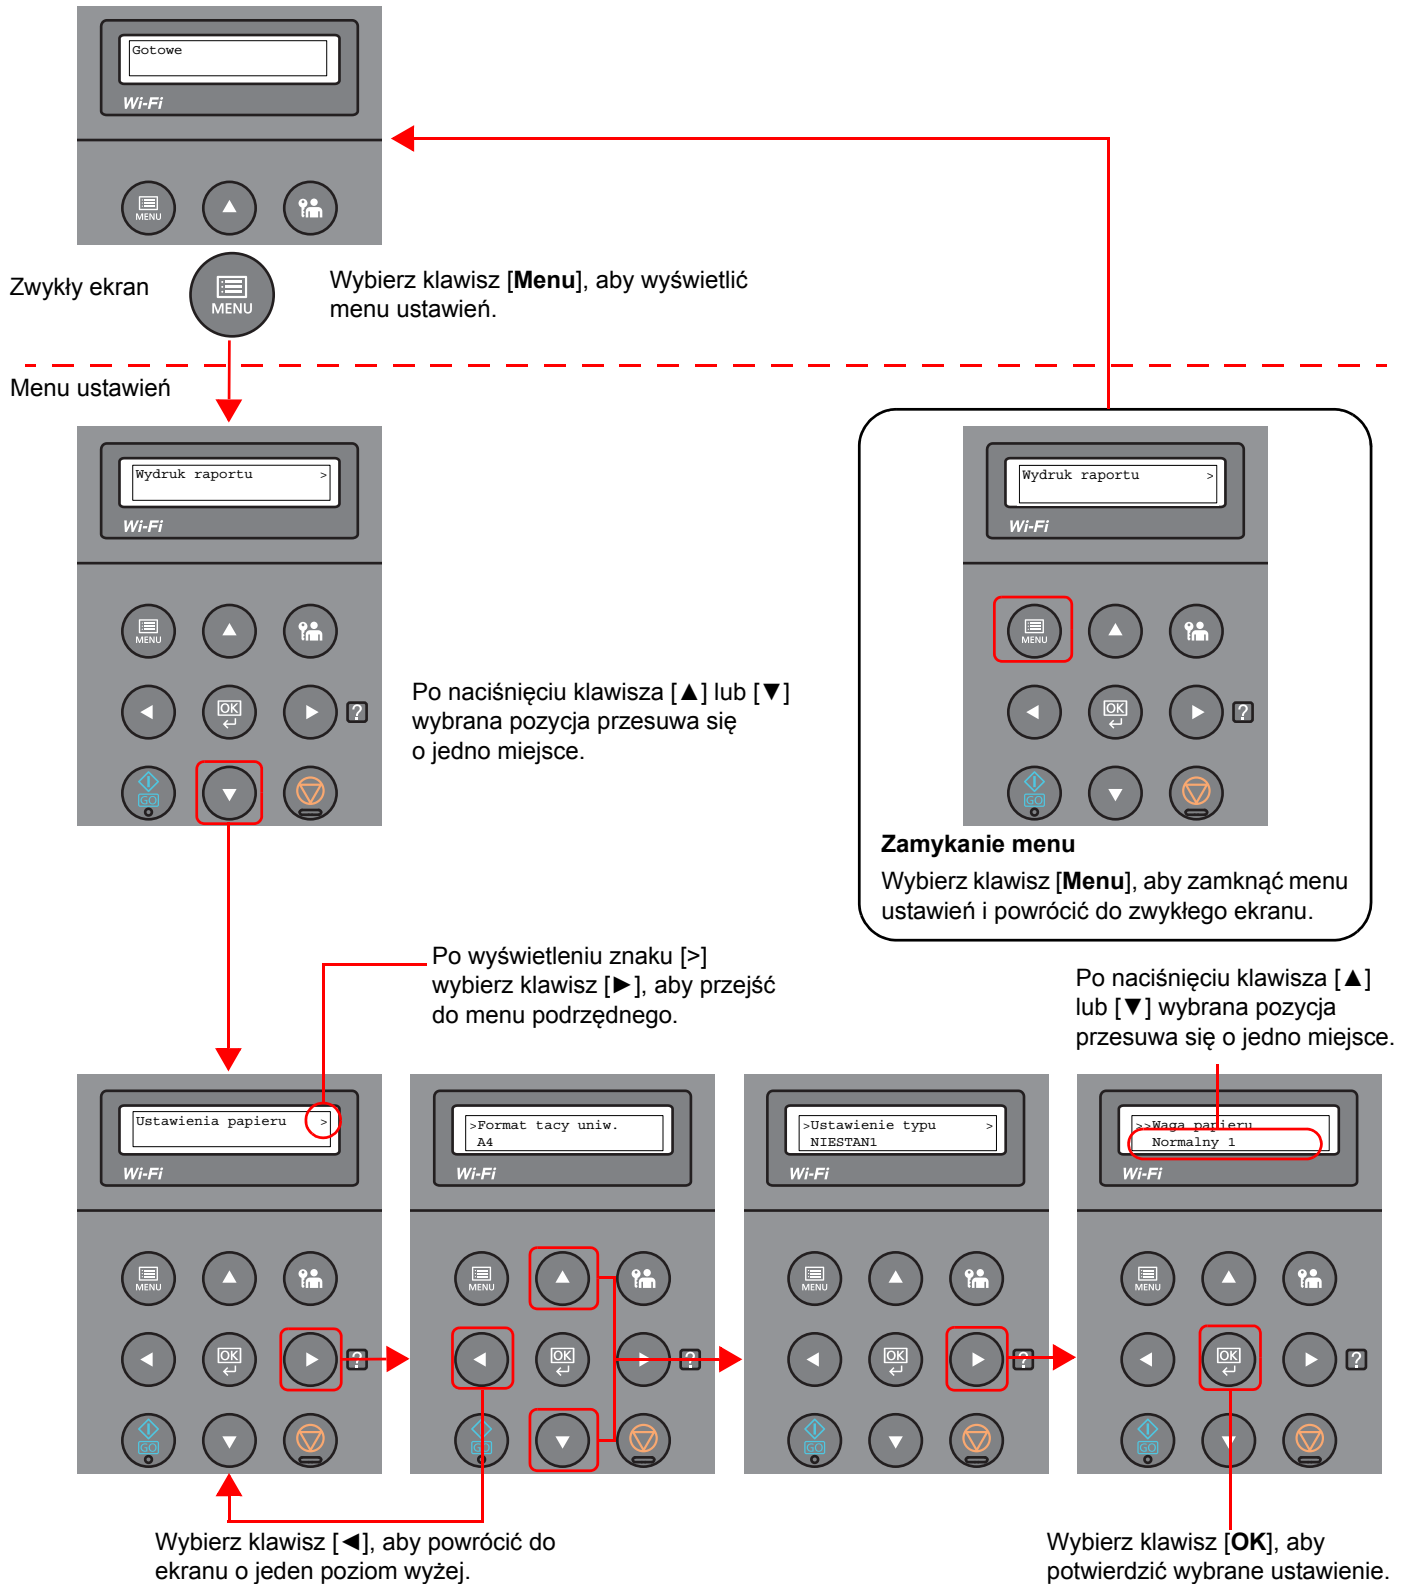 Gotowe
Wi-Fi
MENU
Zwykły ekran
MENU
Wybierz klawisz [Menu], aby wyświetlić
menu ustawień.
Menu ustawień
Wydruk raportu >
Wi-Fi
MENU
OK
?
GO
Po naciśnięciu klawisza [▲] lub [▼]
wybrana pozycja przesuwa się
o jedno miejsce.
Wydruk raportu >
Wi-Fi
MENU
OK
?
GO
Zamykanie menu
Wybierz klawisz [Menu], aby zamknąć menu
ustawień i powrócić do zwykłego ekranu.
Po wyświetleniu znaku [>]
wybierz klawisz [►], aby przejść
do menu podrzędnego.
Po naciśnięciu klawisza [▲]
lub [▼] wybrana pozycja
przesuwa się o jedno miejsce.
Ustawienia papieru >
Wi-Fi
MENU
OK
?
GO
>Format tacy uniw.
A4
Wi-Fi
MENU
OK
?
GO
>Ustawienie typu >
NIESTAN1
Wi-Fi
MENU
OK
?
GO
>>Waga papieru
Normalny 1
Wi-Fi
MENU
OK
?
GO
Wybierz klawisz [◄], aby powrócić do
ekranu o jeden poziom wyżej.
Wybierz klawisz [OK], aby
potwierdzić wybrane ustawienie.